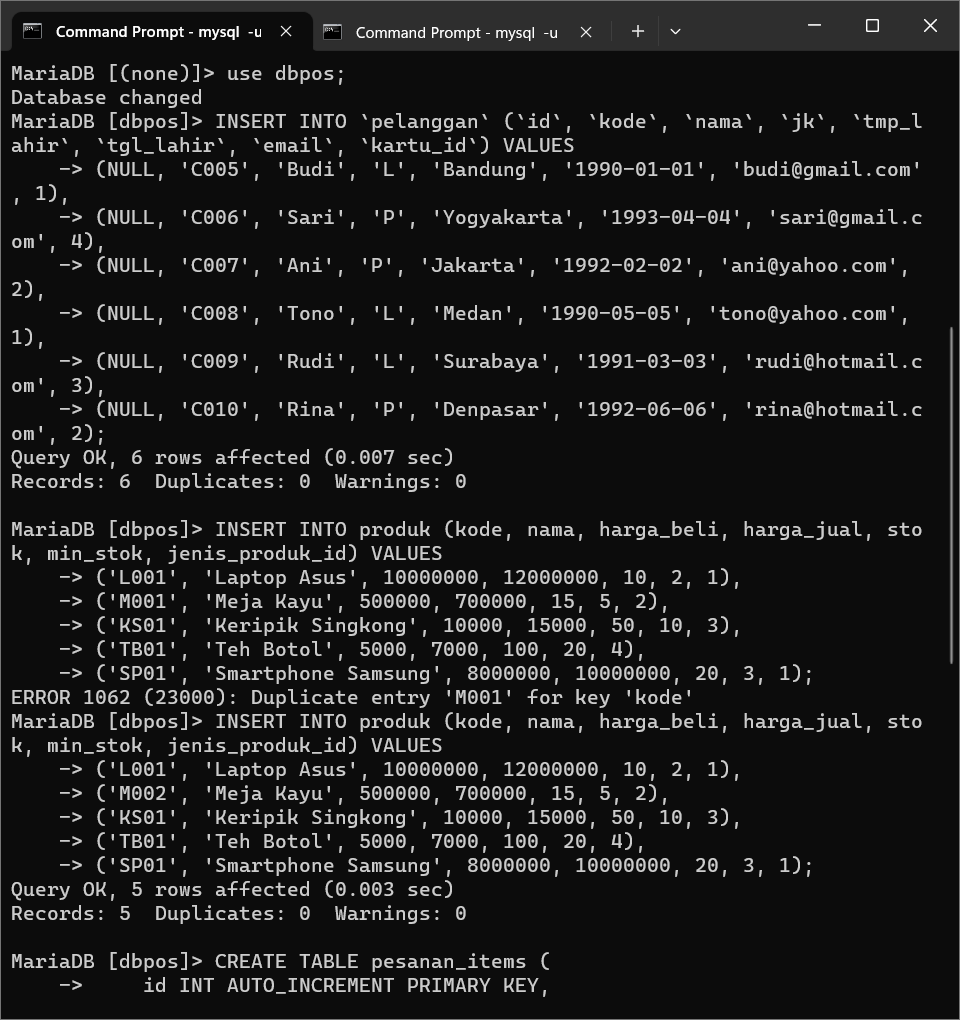 Command Prompt - mysql  -u
Command Prompt - mysql  -u
MariaDB [(none)]> use dbpos;
Database changed
MariaDB [dbpos]> INSERT INTO `pelanggan` (`id`, `kode`, `nama`, `jk`, `tmp_l
ahir`, `tgl_lahir`, `email`, `kartu_id`) VALUES
    -> (NULL, 'C005', 'Budi', 'L', 'Bandung', '1990-01-01', 'budi@gmail.com'
, 1),
    -> (NULL, 'C006', 'Sari', 'P', 'Yogyakarta', '1993-04-04', 'sari@gmail.c
om', 4),
    -> (NULL, 'C007', 'Ani', 'P', 'Jakarta', '1992-02-02', 'ani@yahoo.com',
2),
    -> (NULL, 'C008', 'Tono', 'L', 'Medan', '1990-05-05', 'tono@yahoo.com',
1),
    -> (NULL, 'C009', 'Rudi', 'L', 'Surabaya', '1991-03-03', 'rudi@hotmail.c
om', 3),
    -> (NULL, 'C010', 'Rina', 'P', 'Denpasar', '1992-06-06', 'rina@hotmail.c
om', 2);
Query OK, 6 rows affected (0.007 sec)
Records: 6  Duplicates: 0  Warnings: 0
MariaDB [dbpos]> INSERT INTO produk (kode, nama, harga_beli, harga_jual, sto
k, min_stok, jenis_produk_id) VALUES
    -> ('L001', 'Laptop Asus', 10000000, 12000000, 10, 2, 1),
    -> ('M001', 'Meja Kayu', 500000, 700000, 15, 5, 2),
    -> ('KS01', 'Keripik Singkong', 10000, 15000, 50, 10, 3),
    -> ('TB01', 'Teh Botol', 5000, 7000, 100, 20, 4),
    -> ('SP01', 'Smartphone Samsung', 8000000, 10000000, 20, 3, 1);
ERROR 1062 (23000): Duplicate entry 'M001' for key 'kode'
MariaDB [dbpos]> INSERT INTO produk (kode, nama, harga_beli, harga_jual, sto
k, min_stok, jenis_produk_id) VALUES
    -> ('L001', 'Laptop Asus', 10000000, 12000000, 10, 2, 1),
    -> ('M002', 'Meja Kayu', 500000, 700000, 15, 5, 2),
    -> ('KS01', 'Keripik Singkong', 10000, 15000, 50, 10, 3),
    -> ('TB01', 'Teh Botol', 5000, 7000, 100, 20, 4),
    -> ('SP01', 'Smartphone Samsung', 8000000, 10000000, 20, 3, 1);
Query OK, 5 rows affected (0.003 sec)
Records: 5  Duplicates: 0  Warnings: 0
MariaDB [dbpos]> CREATE TABLE pesanan_items (
    ->     id INT AUTO_INCREMENT PRIMARY KEY,